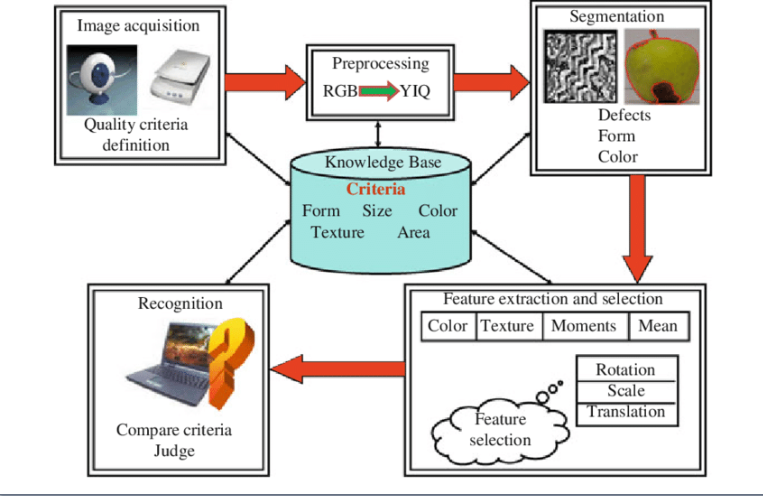 Image acquisition
Quality criteria
definition
Preprocessing
RGB YIQ
Segmentation
Defects
Form
Color
Knowledge Base
Criteria
Form Size Color
Texture Area
Feature extraction and selection
Color Texture Moments Mean
Rotation
Scale
Translation
Feature
selection
Recognition
Compare criteria
Judge